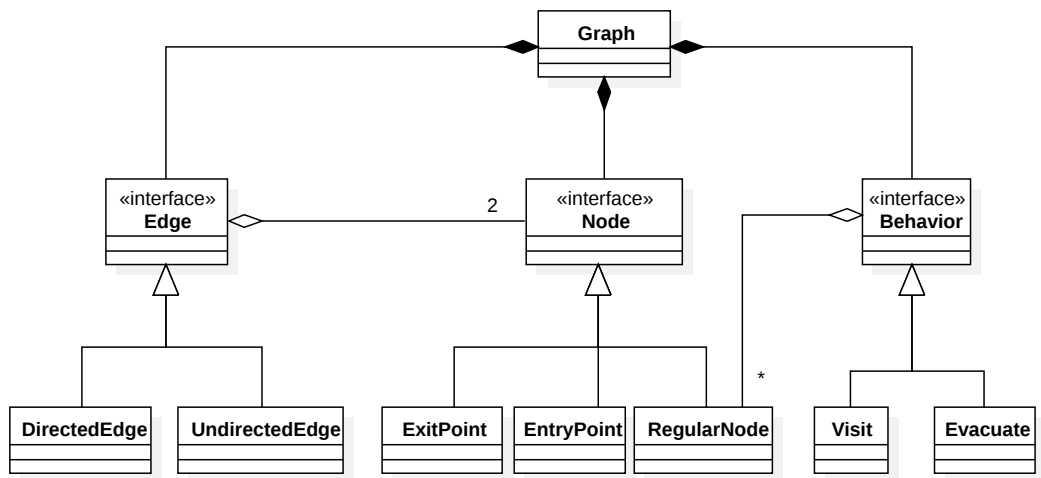 Graph
«interface»
Edge
2
«interface»
Node
«interface»
Behavior
*
DirectedEdge
UndirectedEdge
ExitPoint
EntryPoint
RegularNode
Visit
Evacuate